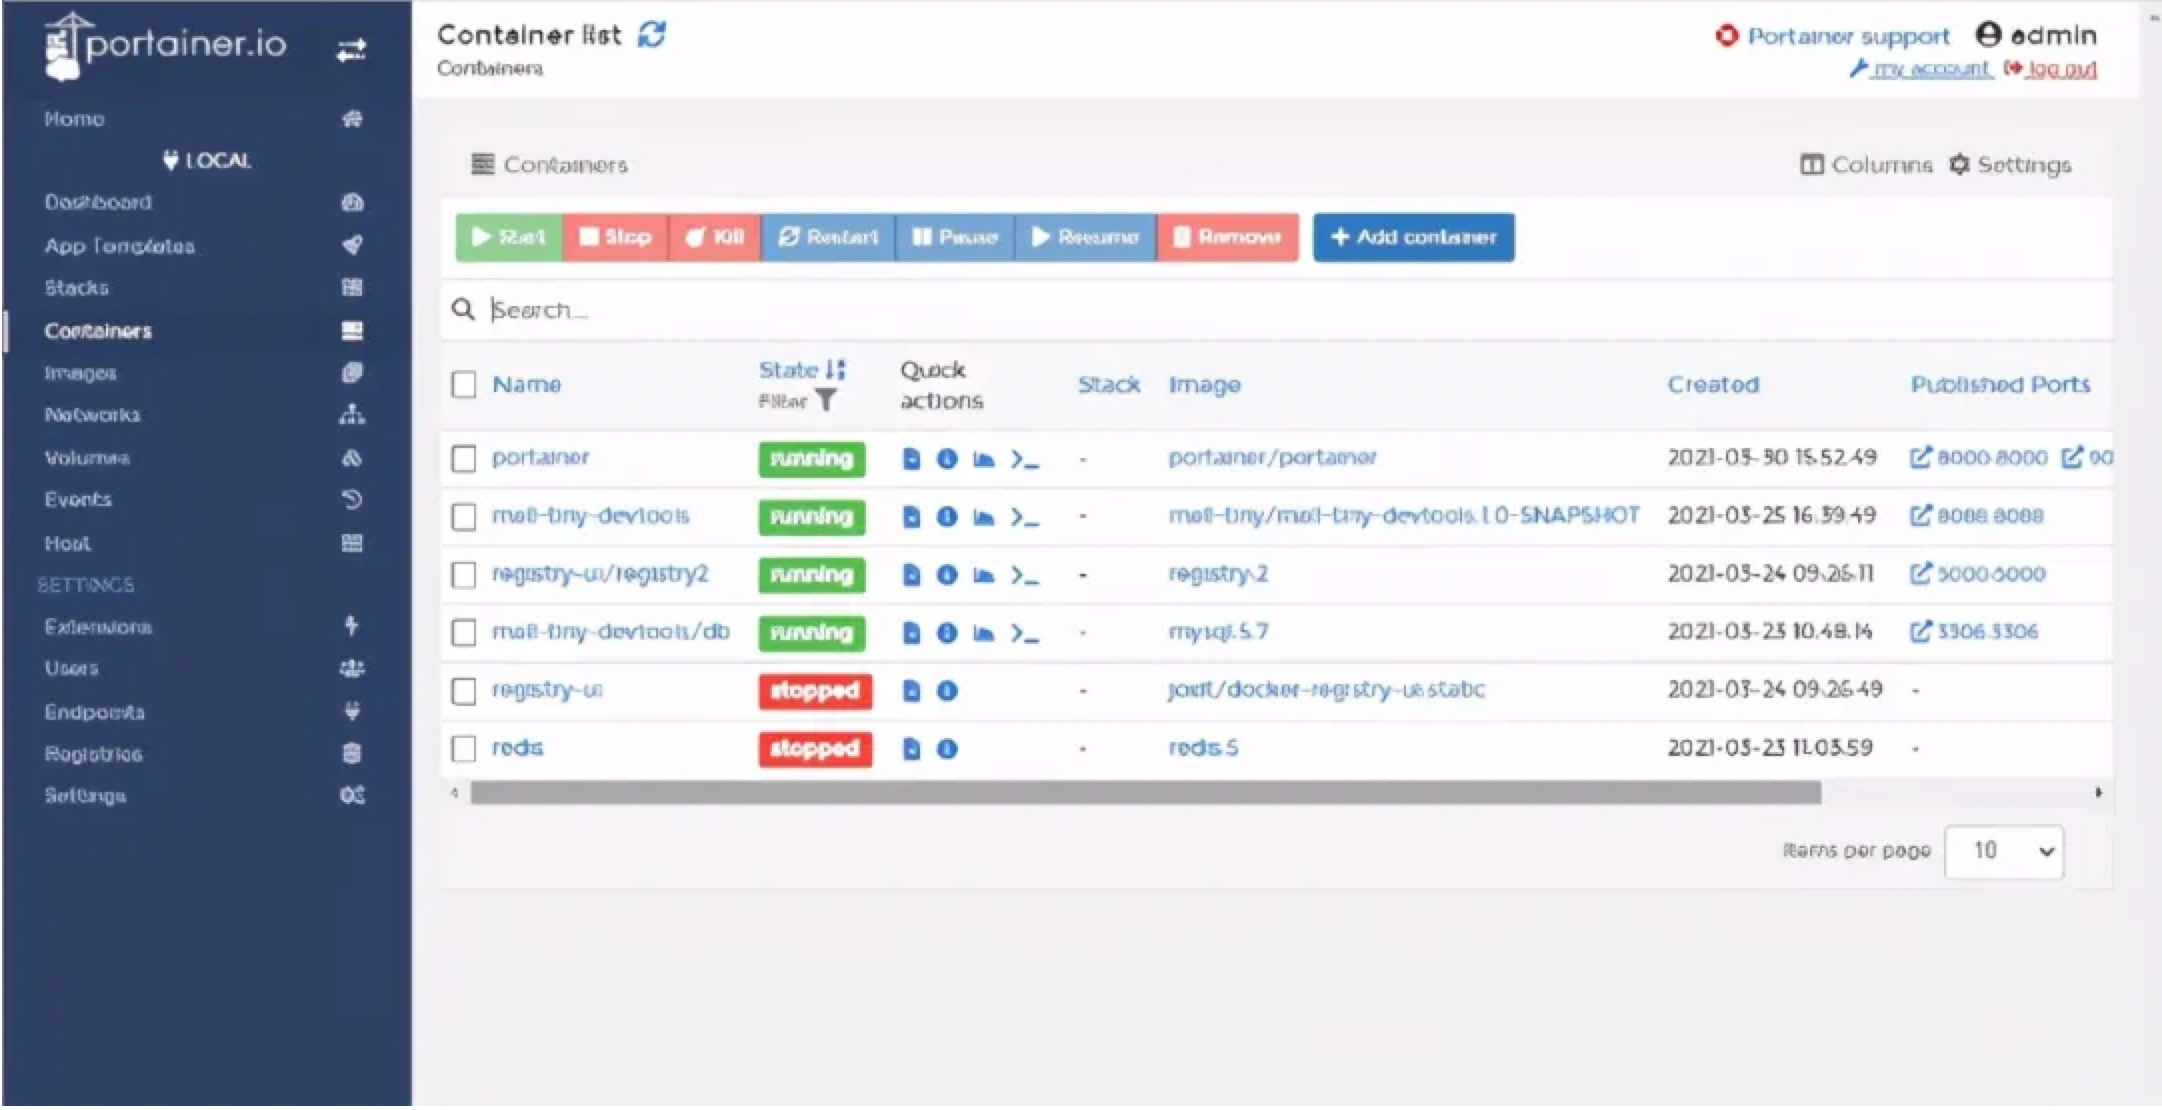 portainer.io
Home
LOCAL
Dashboard
App Templates
Stacks
Containers
Images
Networks
Volumes
Events
Host
SETTINGS
Extensions
Users
Endpoints
Registries
Settings
Container list
Containers
Portainer support admin
my account log out
Containers
Columns Settings
Start Stop Kill Restart Pause Resume Remove + Add container
Search...
Name State Filter Quick actions Stack Image Created Published Ports
portainer running - portainer/portainer 8000:8000
mall-tiny-devtools running - mall-tiny/mall-tiny-devtools:1.0-SNAPSHOT 2021-03-25 16:39:49 8088:8088
registry-ui/registry2 running - registry:2 2021-03-24 09:26:11 5000:5000
mall-tiny-devtools/db running - mysql:5.7 2021-03-23 10:48:14 3306:3306
registry-ui stopped - joxit/docker-registry-ui:static 2021-03-24 09:26:49 -
redis stopped - redis:5 2021-03-23 11:03:59 -
Items per page 10